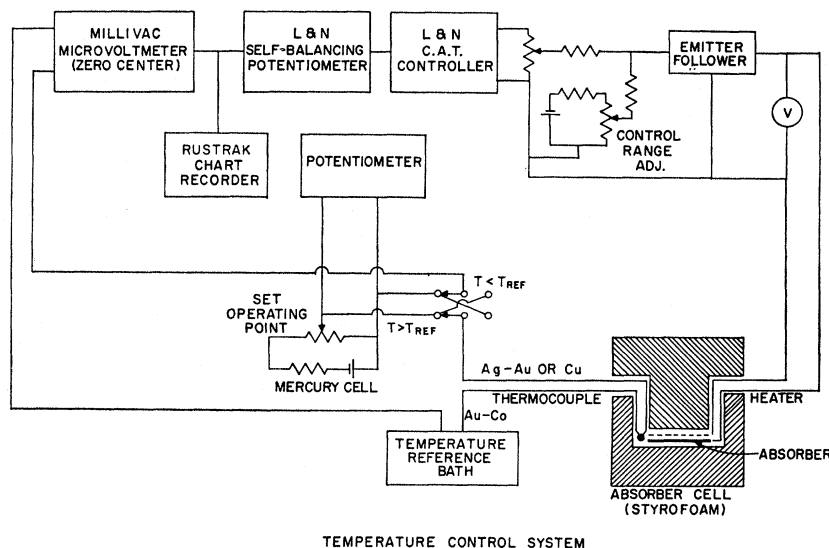 MILLIVAC
MICROVOLTMETER
(ZERO CENTER)
L & N
SELF-BALANCING
POTENTIOMETER
L & N
C.A.T.
CONTROLLER
EMITTER
FOLLOWER
V
CONTROL
RANGE
ADJ.
RUSTRAK
CHART
RECORDER
POTENTIOMETER
T < TREF
SET
OPERATING
POINT
T>TREF
MERCURY CELL
Ag-Au OR Cu
THERMOCOUPLE
HEATER
Au-Co
TEMPERATURE
REFERENCE
BATH
ABSORBER
ABSORBER CELL
(STYROFOAM)
TEMPERATURE CONTROL SYSTEM